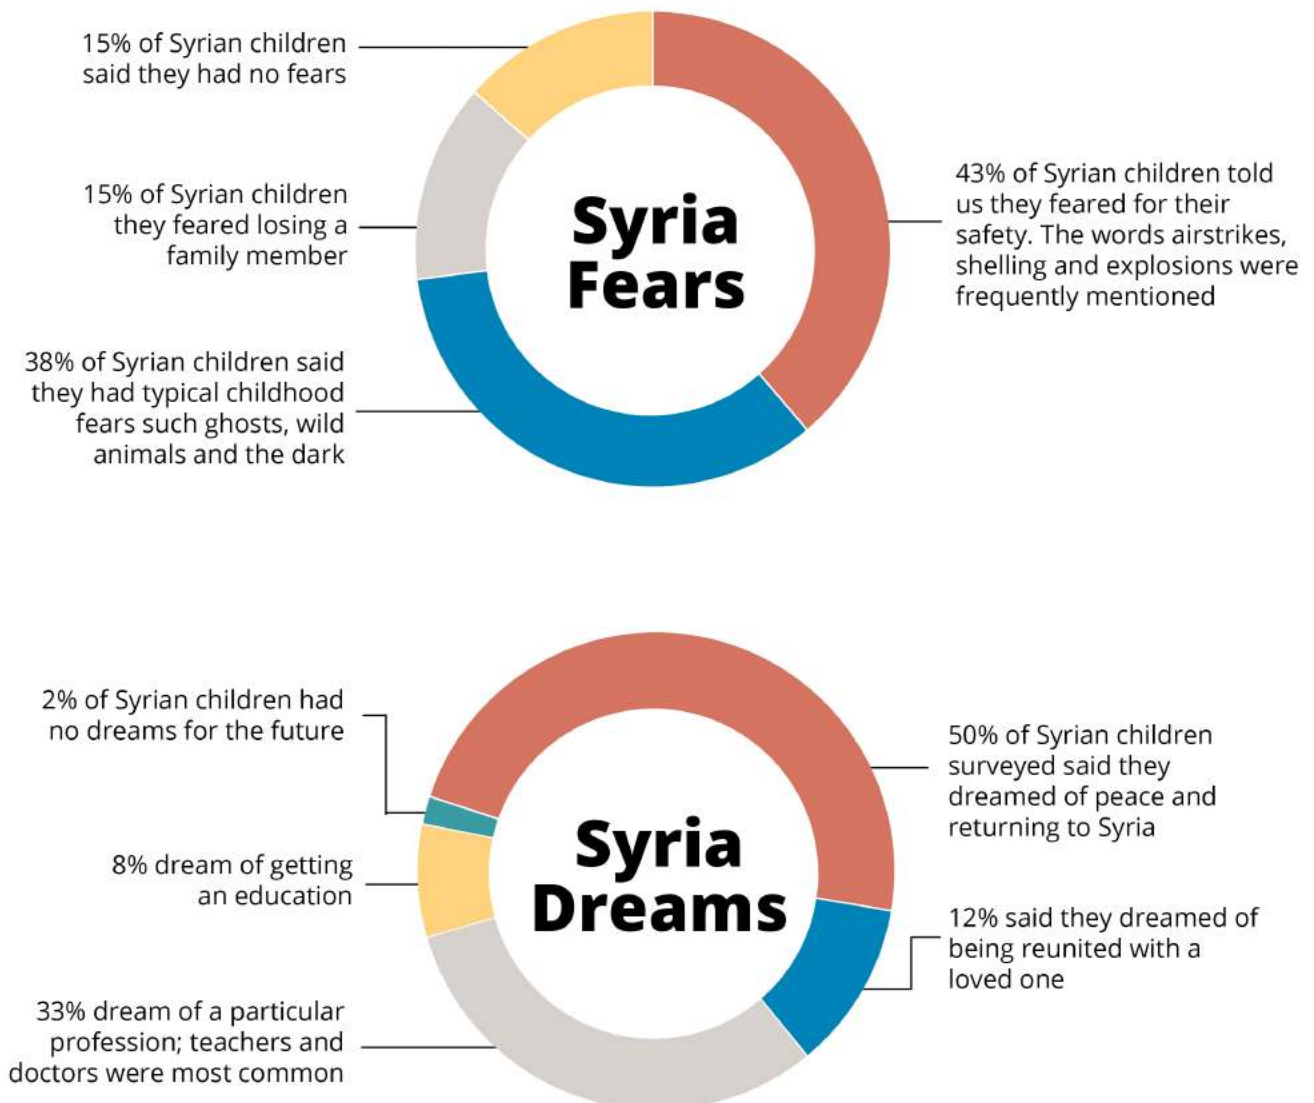 15% of Syrian children
said they had no fears
15% of Syrian children
they feared losing a
family member
38% of Syrian children said
they had typical childhood
fears such ghosts, wild
animals and the dark
Syria
Fears
43% of Syrian children told
us they feared for their
safety. The words airstrikes,
shelling and explosions were
frequently mentioned
2% of Syrian children had
no dreams for the future
8% dream of getting
an education
33% dream of a particular
profession; teachers and
doctors were most common
Syria
Dreams
50% of Syrian children
surveyed said they
dreamed of peace and
returning to Syria
12% said they dreamed of
being reunited with a
loved one